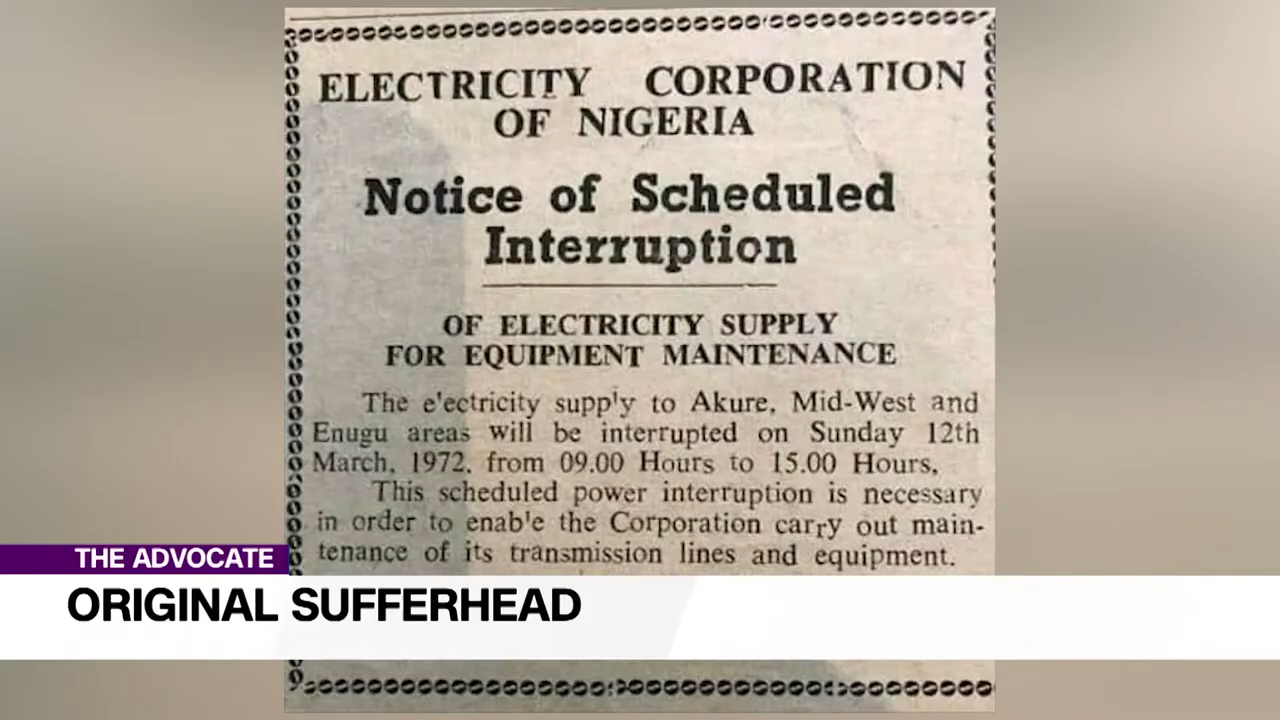 ELECTRICITY CORPORATION
OF NIGERIA
Notice of Scheduled
Interruption
OF ELECTRICITY SUPPLY
FOR EQUIPMENT MAINTENANCE
The e'ectricity supp'y to Akure, Mid-West and
Enugu areas will be interrupted on Sunday 12th
March, 1972, from 09.00 Hours to 15.00 Hours,
This scheduled power interruption is necessary
in order to enab'e the Corporation carry out main-
tenance of its transmission lines and equipment.
THE ADVOCATE
ORIGINAL SUFFERHEAD